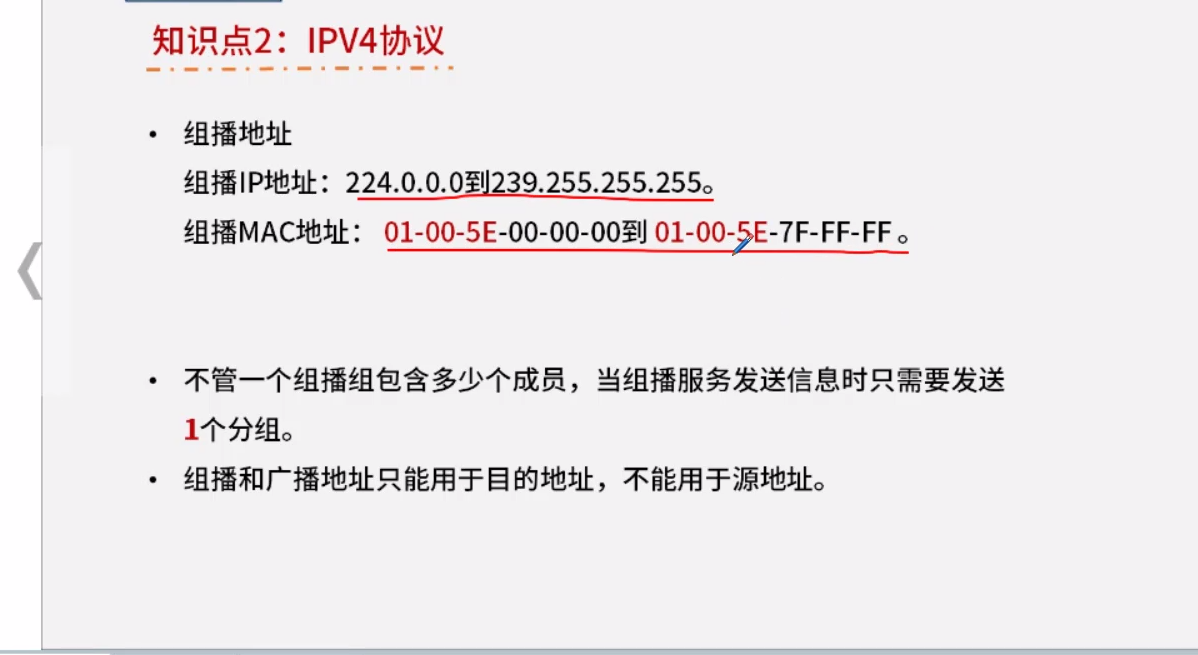 知识点2：IPV4协议
• 组播地址
组播IP地址：224.0.0.0到239.255.255.255。
组播MAC地址： 01-00-5E-00-00-00到 01-00-5E-7F-FF-FF 。
• 不管一个组播组包含多少个成员，当组播服务发送信息时只需要发送
1个分组。
• 组播和广播地址只能用于目的地址，不能用于源地址。